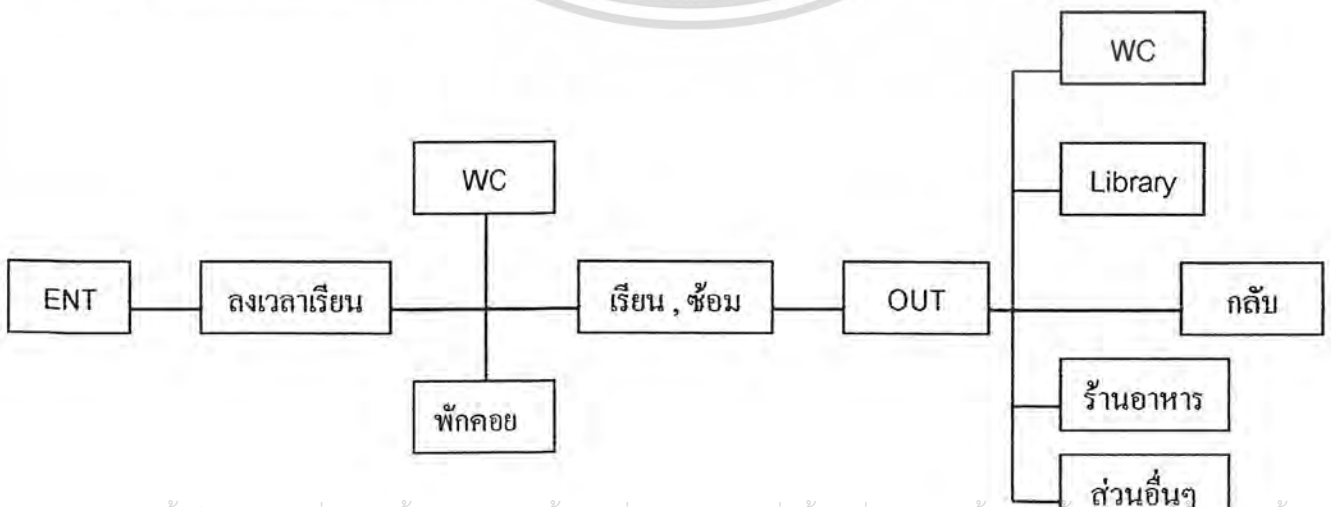 WC
Library
WC
ENT
ลงเวลาเรียน
เรียน , ซ้อม
OUT
กลับ
พักคอย
ร้านอาหาร
ส่วนอื่นๆ